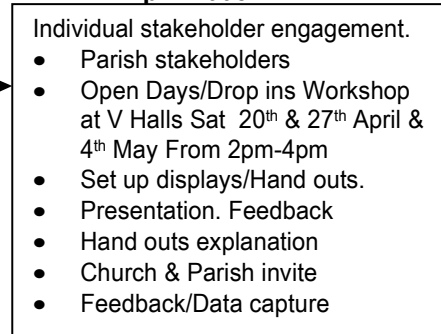 Individual stakeholder engagement.
• Parish stakeholders
• Open Days/Drop ins Workshop
at V Halls Sat 20th & 27th April &
4th May From 2pm-4pm
• Set up displays/Hand outs.
• Presentation. Feedback
• Hand outs explanation
• Church & Parish invite
• Feedback/Data capture